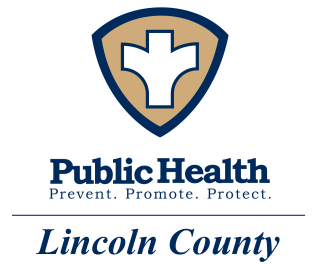 Public Health
Prevent. Promote. Protect.
Lincoln County